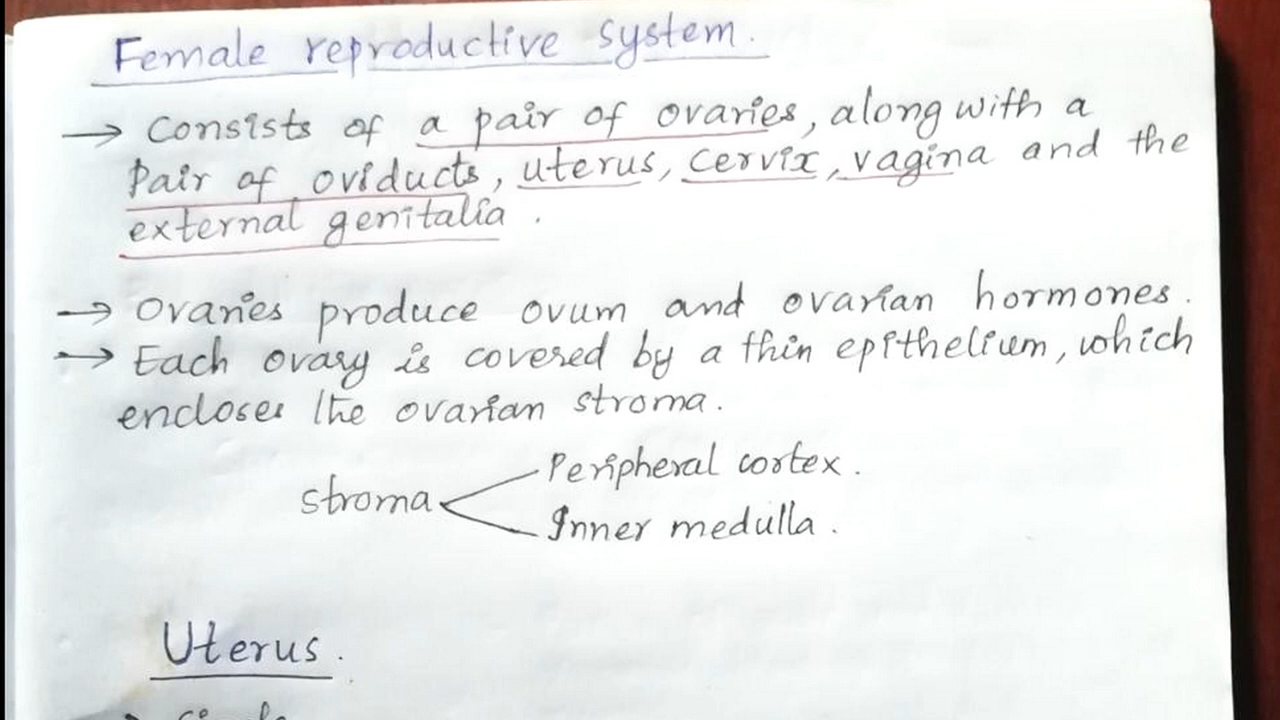 Female reproductive system.
→ Consists of a pair of ovaries, along with a
Pair of oviducts, uterus, cervix, vagina and the
external genitalia.
→ Ovaries produce ovum and ovarian hormones.
→ Each ovary is covered by a thin epithelium, which
encloses the ovarian stroma.
Peripheral cortex.
Stroma
Inner medulla.
Uterus.